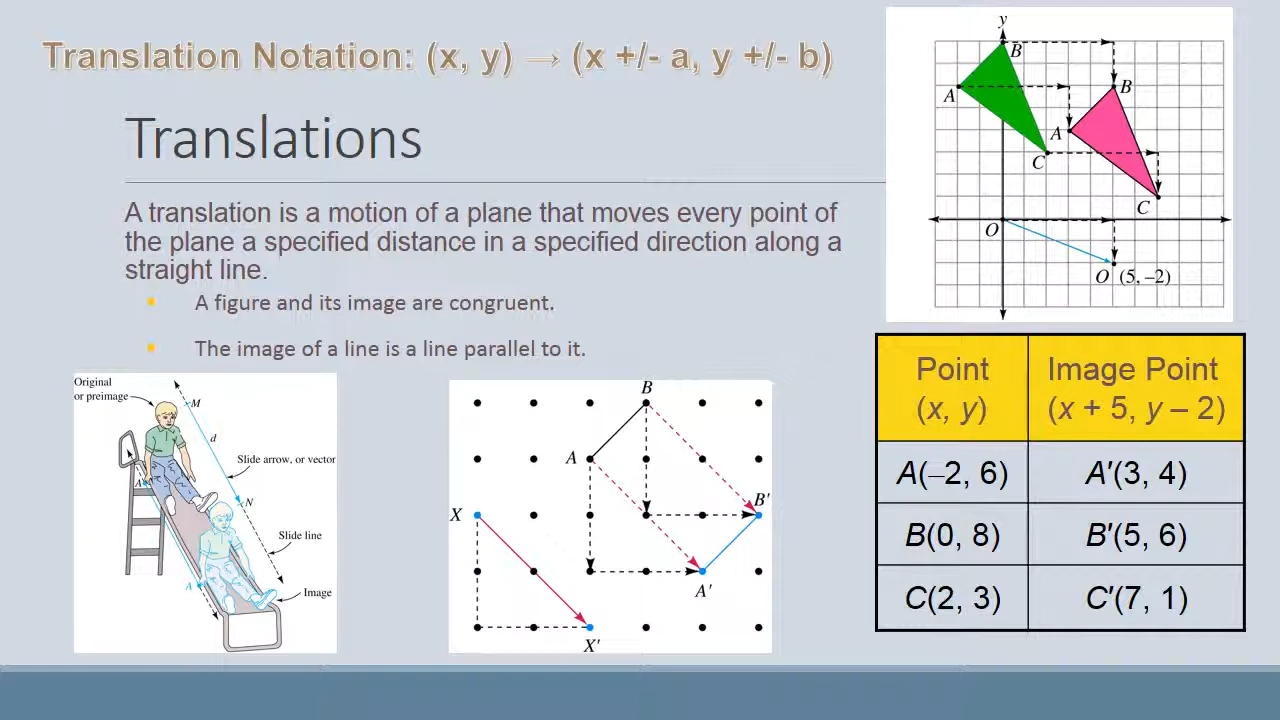 Translation Notation: (x, y) → (x +/- a, y +/- b)
Translations
A translation is a motion of a plane that moves every point of
the plane a specified distance in a specified direction along a
straight line.
▪ A figure and its image are congruent.
▪ The image of a line is a line parallel to it.
Original
or preimage
M
d
Slide arrow, or vector
A'
N
Slide line
A
Image
B
A
X
B'
A'
X'
y
B
A
B
A
C
C
O
O (5, –2)
Point Image Point
(x, y) (x + 5, y – 2)
A(–2, 6) A′(3, 4)
B(0, 8) B′(5, 6)
C(2, 3) C′(7, 1)